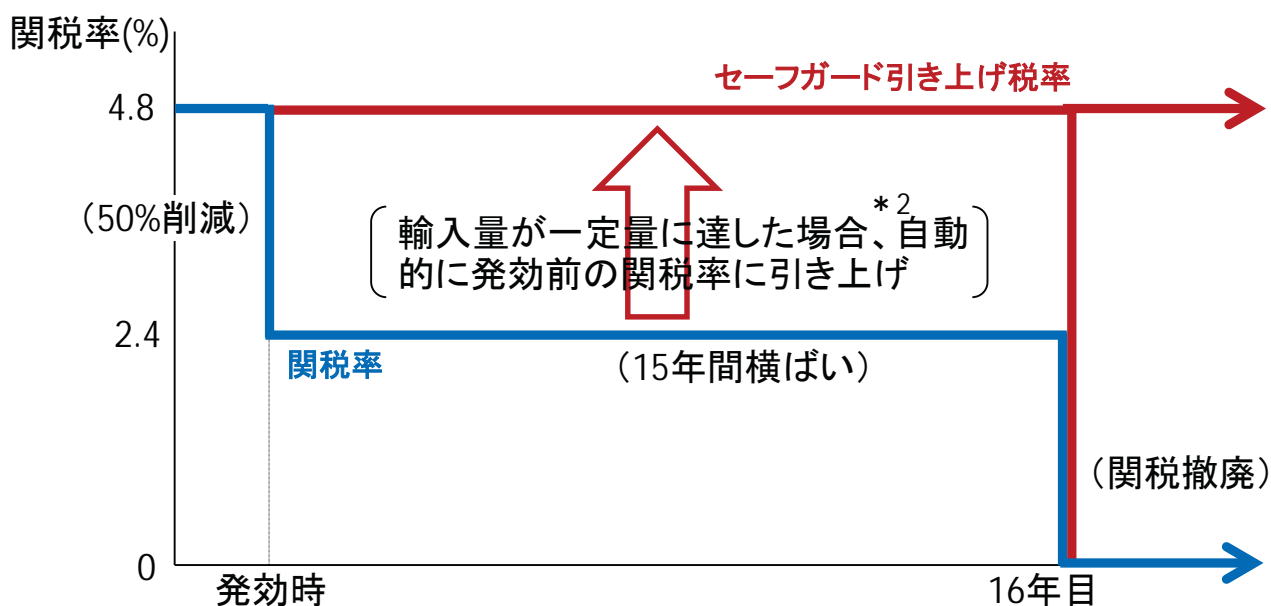 関税率(%)
セーフガード引き上げ税率
4.8
（50%削減）
輸入量が一定量に達した場合、＊2自動
的に発効前の関税率に引き上げ
2.4
関税率
（15年間横ばい）
（関税撤廃）
0
発効時
16年目